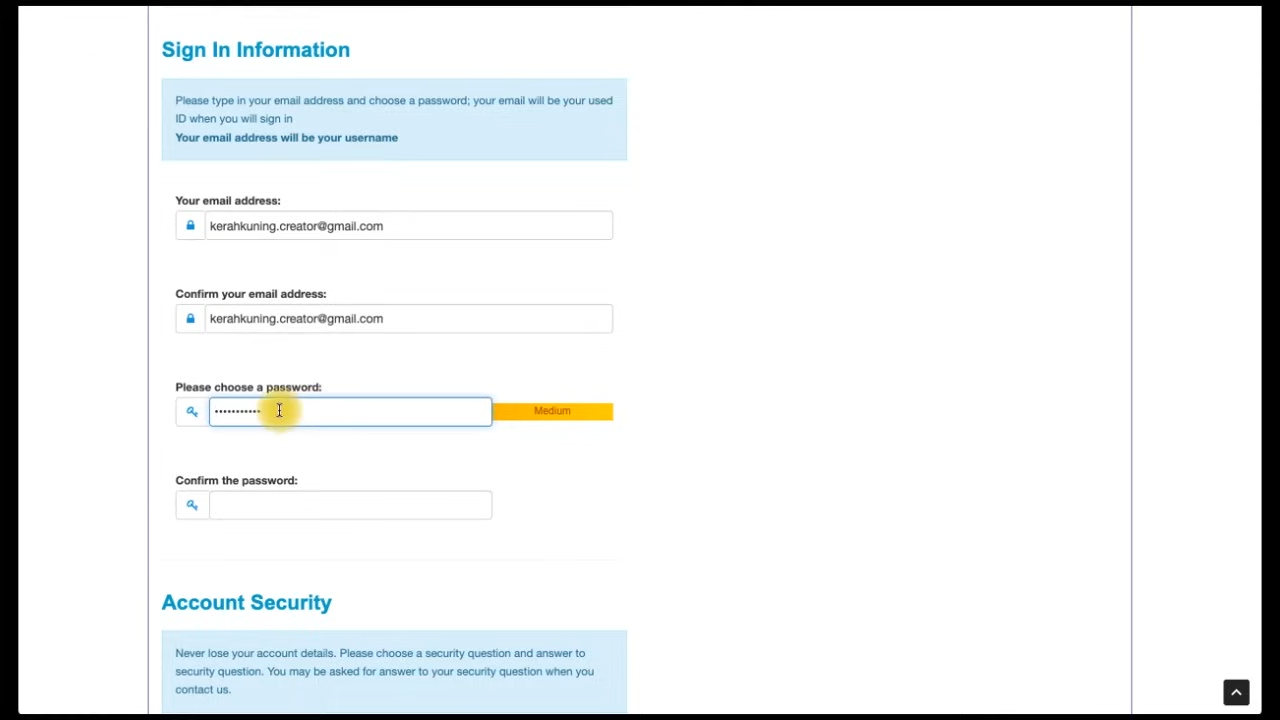 Sign In Information
Please type in your email address and choose a password; your email will be your used
ID when you will sign in
Your email address will be your username
Your email address:
kerahkuning.creator@gmail.com
Confirm your email address:
kerahkuning.creator@gmail.com
Please choose a password:
•••••••••••
Medium
Confirm the password:
Account Security
Never lose your account details. Please choose a security question and answer to
security question. You may be asked for answer to your security question when you
contact us.